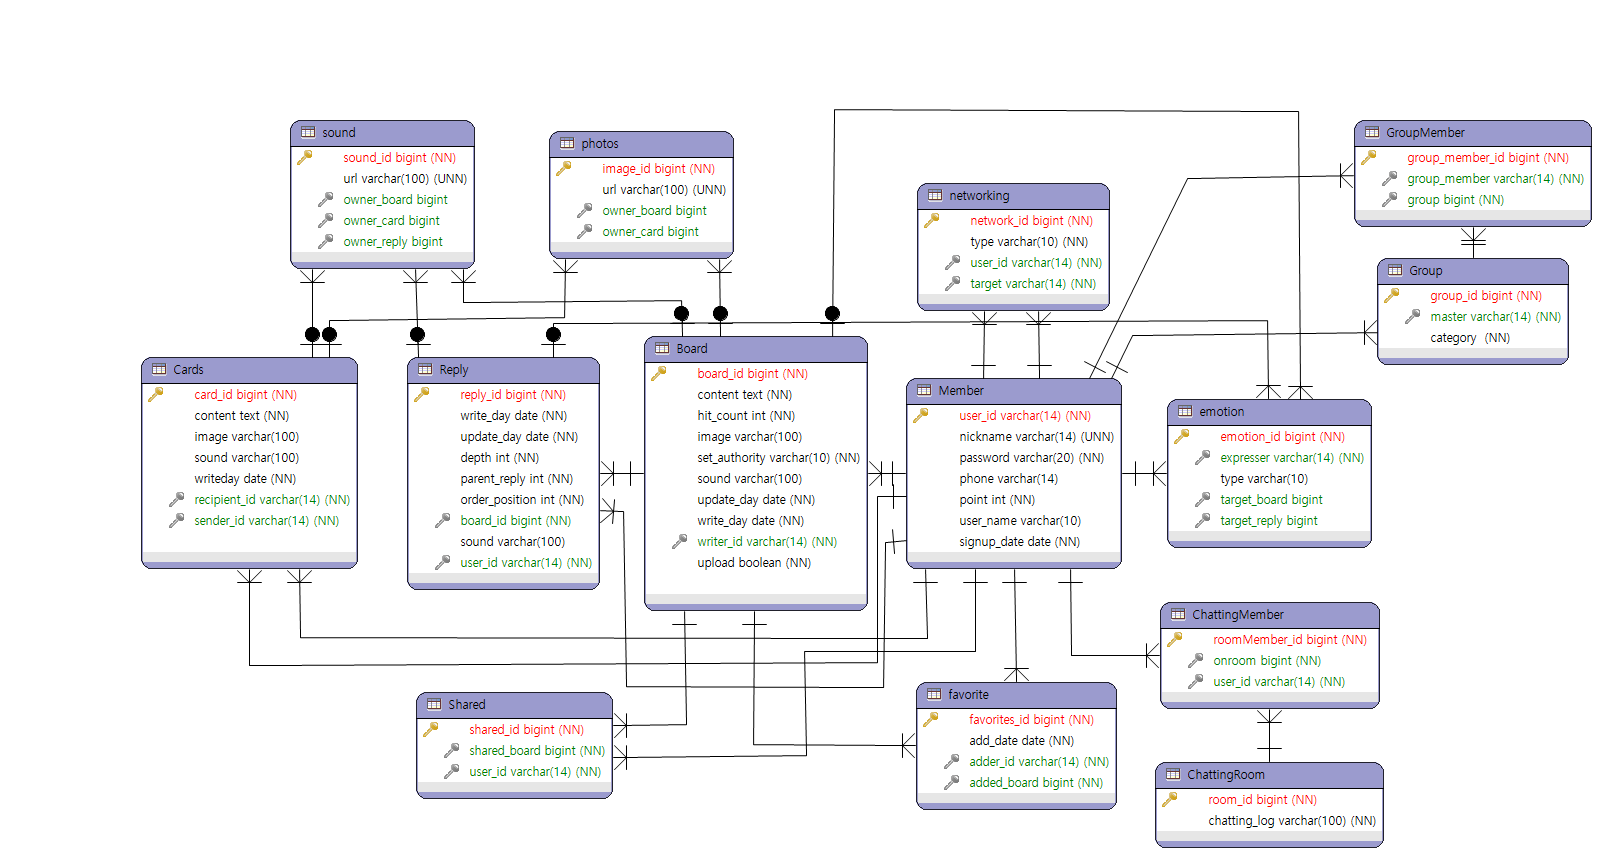 sound
sound_id bigint (NN)
url varchar(100) (UNN)
owner_board bigint
owner_card bigint
owner_reply bigint
photos
image_id bigint (NN)
url varchar(100) (UNN)
owner_board bigint
owner_card bigint
networking
network_id bigint (NN)
type varchar(10) (NN)
user_id varchar(14) (NN)
target varchar(14) (NN)
GroupMember
group_member_id bigint (NN)
group_member varchar(14) (NN)
group bigint (NN)
Group
group_id bigint (NN)
master varchar(14) (NN)
category (NN)
Cards
card_id bigint (NN)
content text (NN)
image varchar(100)
sound varchar(100)
writeday date (NN)
recipient_id varchar(14) (NN)
sender_id varchar(14) (NN)
Reply
reply_id bigint (NN)
write_day date (NN)
update_day date (NN)
depth int (NN)
parent_reply int (NN)
order_position int (NN)
board_id bigint (NN)
sound varchar(100)
user_id varchar(14) (NN)
Board
board_id bigint (NN)
content text (NN)
hit_count int (NN)
image varchar(100)
set_authority varchar(10) (NN)
sound varchar(100)
update_day date (NN)
write_day date (NN)
writer_id varchar(14) (NN)
upload boolean (NN)
Member
user_id varchar(14) (NN)
nickname varchar(14) (UNN)
password varchar(20) (NN)
phone varchar(14)
point int (NN)
user_name varchar(10)
signup_date date (NN)
emotion
emotion_id bigint (NN)
expresser varchar(14) (NN)
type varchar(10)
target_board bigint
target_reply bigint
ChattingMember
roomMember_id bigint (NN)
onroom bigint (NN)
user_id varchar(14) (NN)
Shared
shared_id bigint (NN)
shared_board bigint (NN)
user_id varchar(14) (NN)
favorite
favorites_id bigint (NN)
add_date date (NN)
adder_id varchar(14) (NN)
added_board bigint (NN)
ChattingRoom
room_id bigint (NN)
chatting_log varchar(100) (NN)